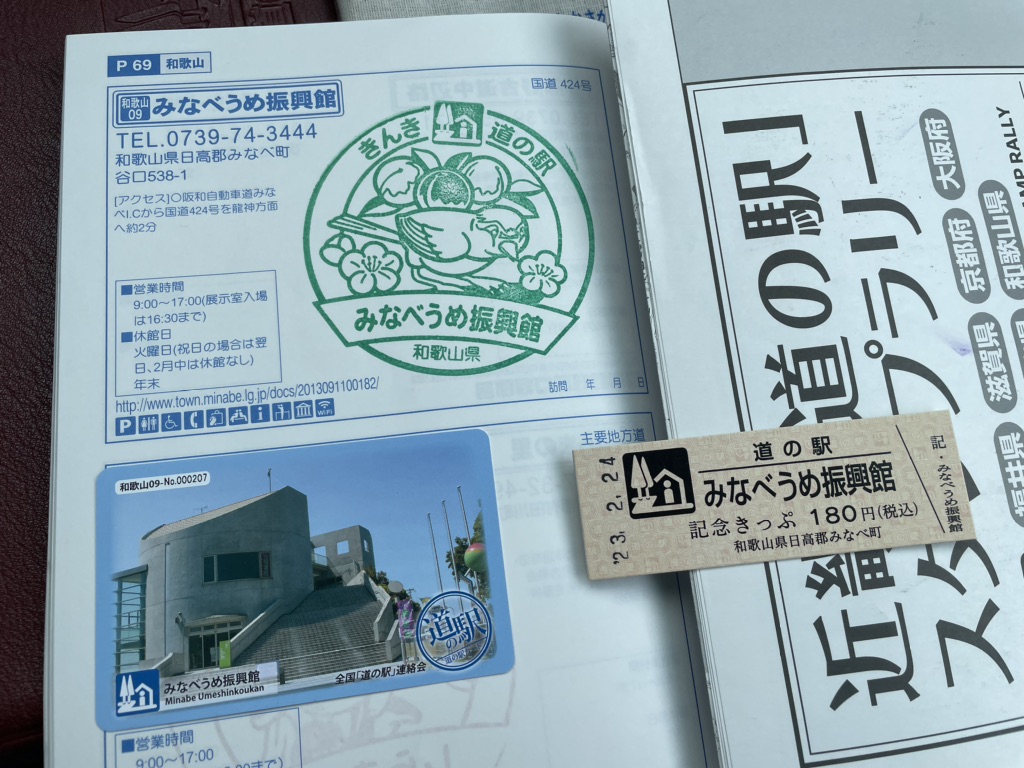 P 69 和歌山
和歌山
09
みなべうめ振興館
国道 424号
TEL.0739-74-3444
和歌山県日高郡みなべ町
谷口538-1
[アクセス]○阪和自動車道みな
べI.Cから国道424号を龍神方面
へ約2分
■営業時間
9:00~17:00(展示室入場
は16:30まで)
■休館日
火曜日(祝日の場合は翌
日、2月中は休館なし)
年末
http://www.town.minabe.lg.jp/docs/2013091100182/
P
WiFi
訪問 年 月 日
きんき 道の駅
みなべうめ振興館
和歌山県
主要地方道
和歌山09-No.000207
道の駅
みなべうめ振興館
Minabe Umeshinkoukan
全国「道の駅」連絡会
■営業時間
9:00~17:00
'23. 2. 24
道の駅
みなべうめ振興館
記念きっぷ 180円(税込)
和歌山県日高郡みなべ町
記・みなべうめ振興館
近畿「道の駅」
スタンプラリー
MP RALLY
大阪府
京都府
和歌山県
滋賀県
福井県